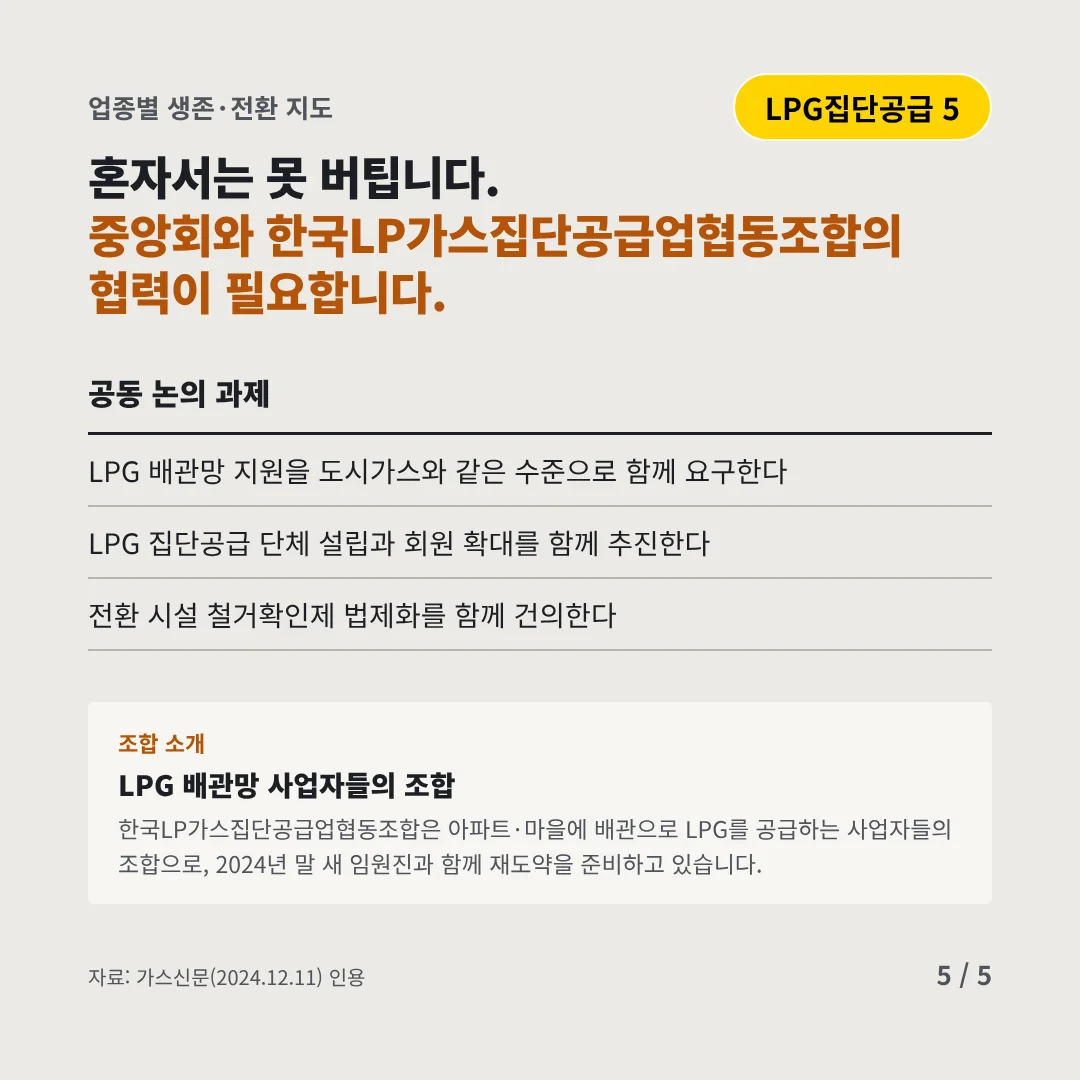 업종별 생존·전환 지도
LPG집단공급 5
혼자서는 못 버팁니다.
중앙회와 한국LP가스집단공급업협동조합의
협력이 필요합니다.
공동 논의 과제
LPG 배관망 지원을 도시가스와 같은 수준으로 함께 요구한다
LPG 집단공급 단체 설립과 회원 확대를 함께 추진한다
전환 시설 철거확인제 법제화를 함께 건의한다
조합 소개
LPG 배관망 사업자들의 조합
한국LP가스집단공급업협동조합은 아파트·마을에 배관으로 LPG를 공급하는 사업자들의
조합으로, 2024년 말 새 임원진과 함께 재도약을 준비하고 있습니다.
자료: 가스신문(2024.12.11) 인용
5 / 5